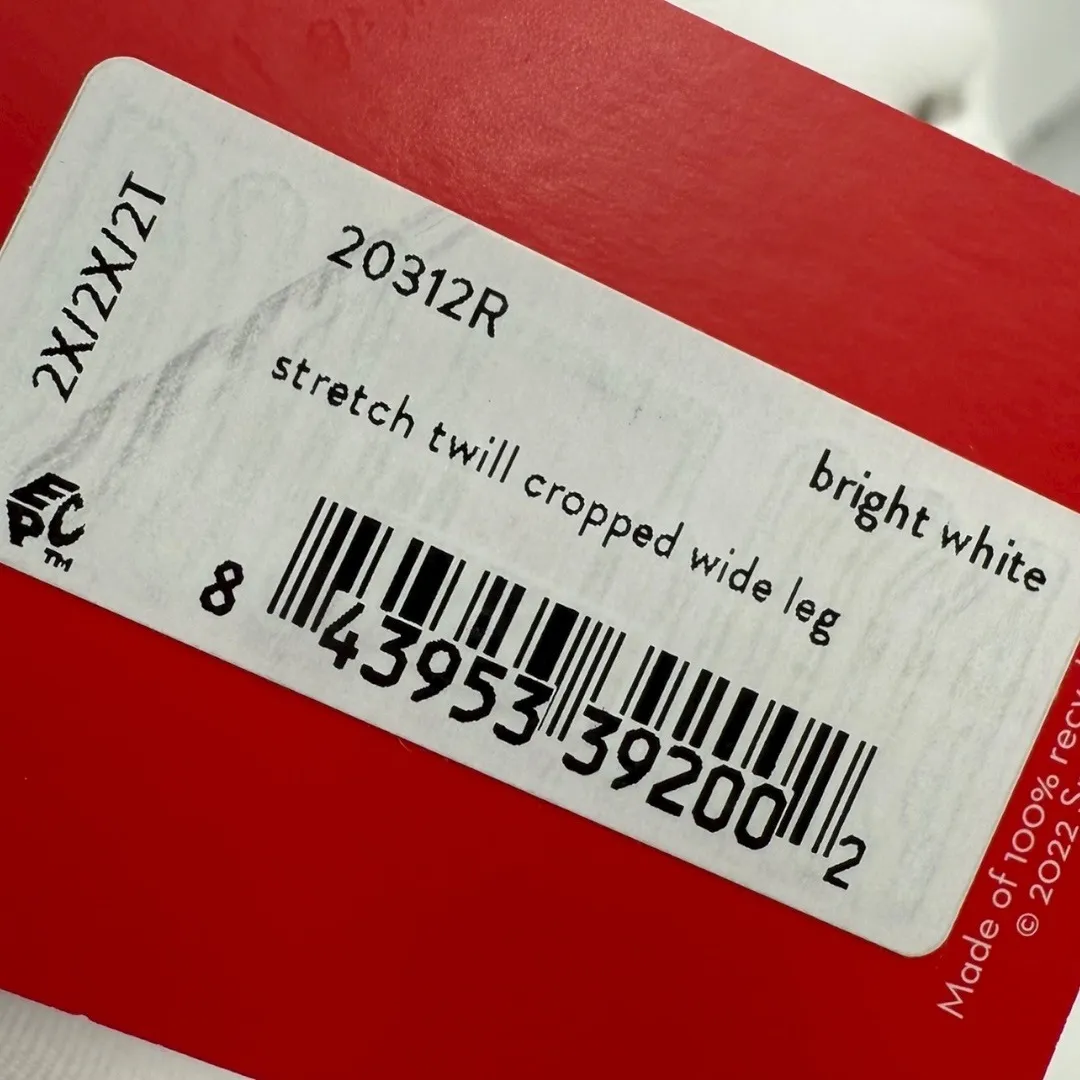 2X/2X/2T
20312R
stretch twill cropped wide leg
bright white
EPC™
8 43953 39200 2
Made of 100%
© 2022